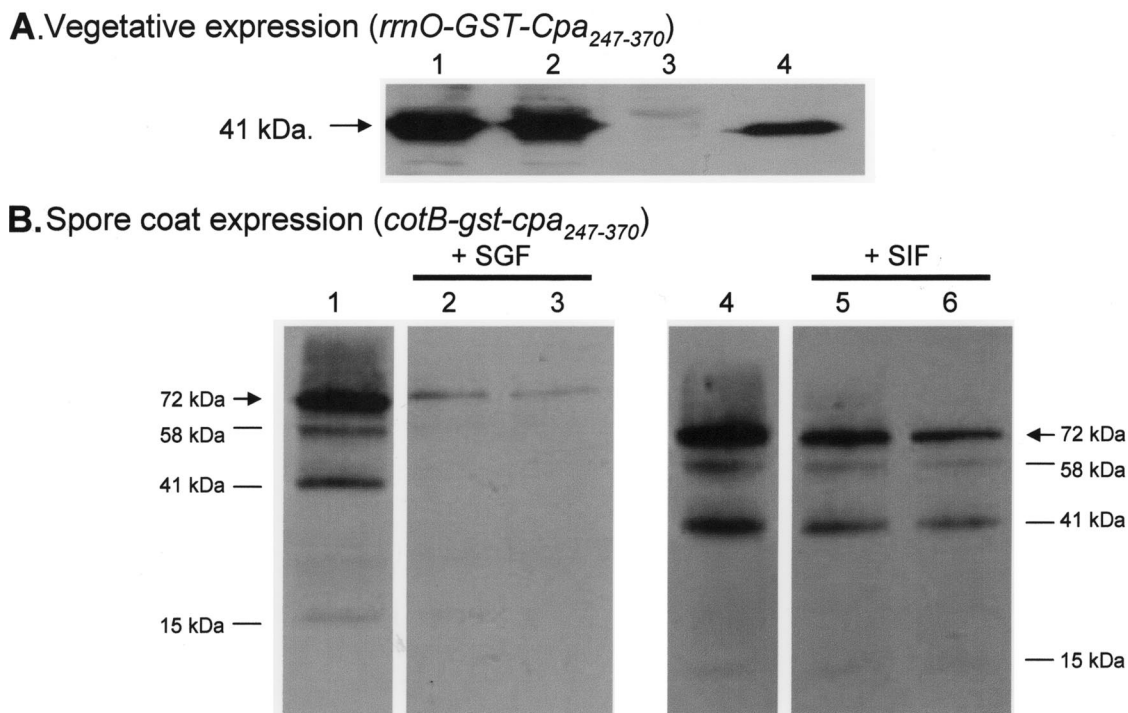 A.Vegetative expression (rrnO-GST-Cpa247-370)
1 2 3 4
41 kDa.
B. Spore coat expression (cotB-gst-cpa247-370)
+ SGF + SIF
1 2 3 4 5 6
72 kDa 72 kDa
58 kDa 58 kDa
41 kDa 41 kDa
15 kDa 15 kDa